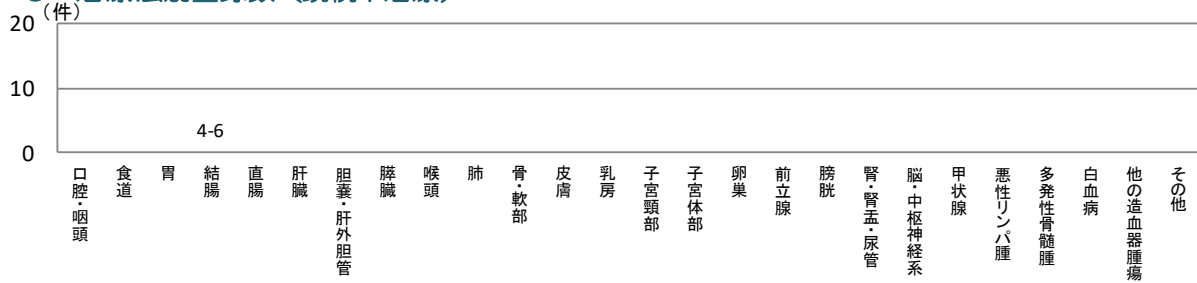 (件)
20
10
0
4-6
口腔・咽頭
食道
胃
結腸
直腸
肝臓
胆嚢・肝外胆管
膵臓
喉頭
肺
骨・軟部
皮膚
乳房
子宮頸部
子宮体部
卵巣
前立腺
膀胱
腎・腎盂・尿管
脳・中枢神経系
甲状腺
悪性リンパ腫
多発性骨髄腫
白血病
他の造血器腫瘍
その他